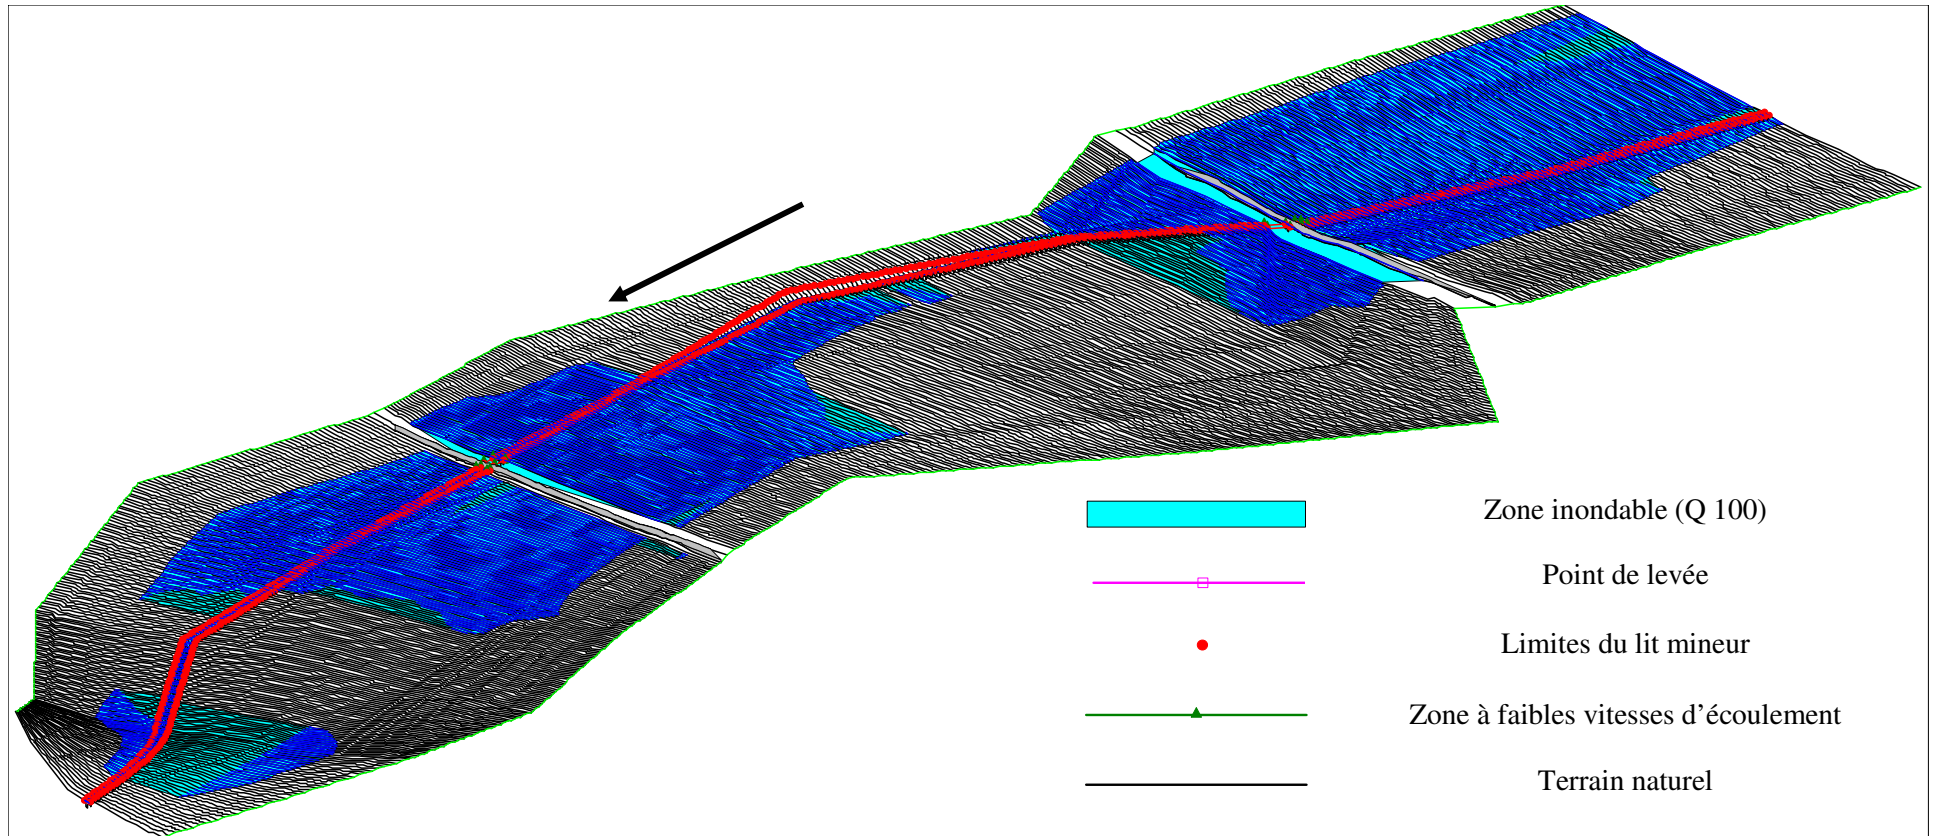 Zone inondable (Q 100)
Point de levée
Limites du lit mineur
Zone à faibles vitesses d’écoulement
Terrain naturel